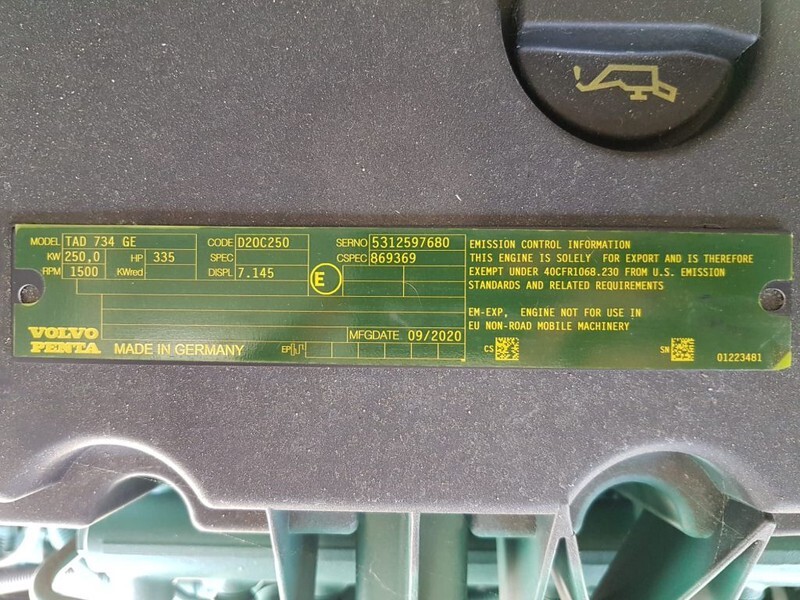 MODEL TAD 734 GE CODE D20C250 SERNO 5312597680
KW 250,0 HP 335 SPEC CSPEC 869369
RPM 1500 KWred DISPL 7.145 E
VOLVO
PENTA
MADE IN GERMANY
MFGDATE 09/2020
EP
EMISSION CONTROL INFORMATION
THIS ENGINE IS SOLELY FOR EXPORT AND IS THEREFORE
EXEMPT UNDER 40CFR1068.230 FROM U.S. EMISSION
STANDARDS AND RELATED REQUIREMENTS
EM-EXP, ENGINE NOT FOR USE IN
EU NON-ROAD MOBILE MACHINERY
CS SN 01223481